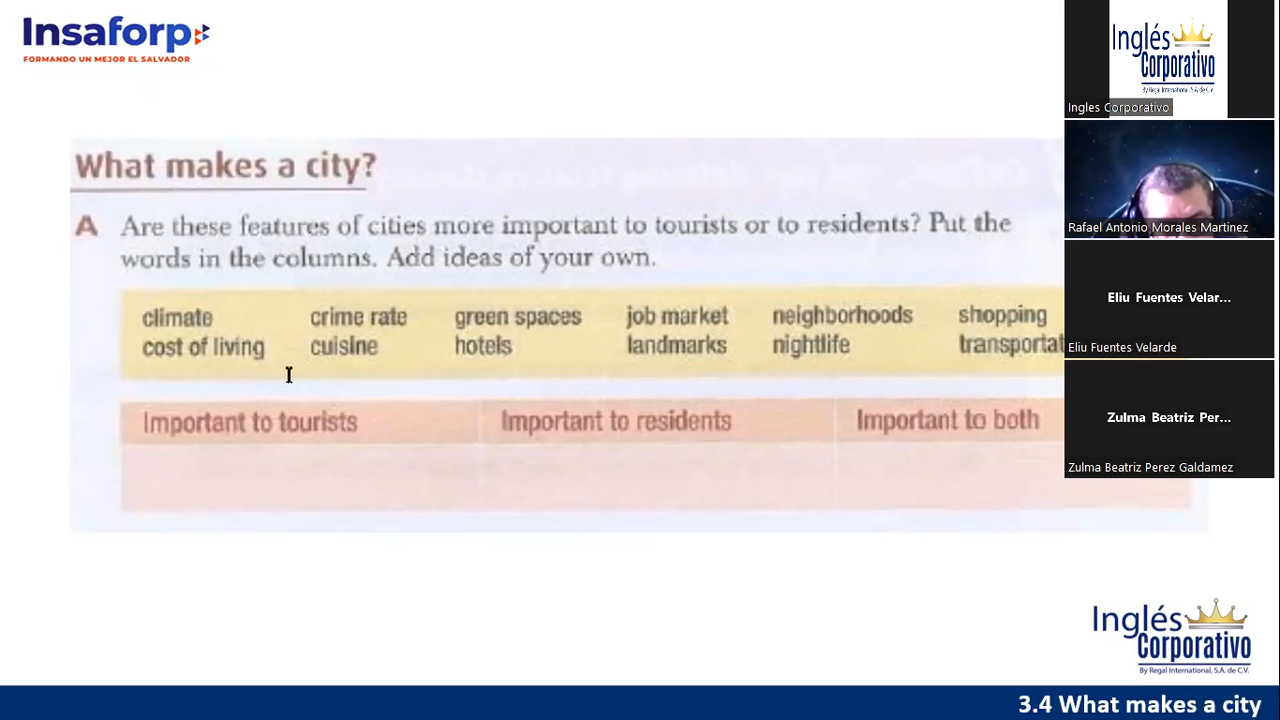 Insaforp
FORMANDO UN MEJOR EL SALVADOR
What makes a city?
A Are these features of cities more important to tourists or to residents? Put the
words in the columns. Add ideas of your own.
climate crime rate green spaces job market neighborhoods shopping
cost of living cuisine hotels landmarks nightlife transportat
Important to tourists Important to residents Important to both
Inglés
Corporativo
By Regal International, S.A. de C.V.
Ingles Corporativo
Rafael Antonio Morales Martinez
Eliu Fuentes Velar...
Eliu Fuentes Velarde
Zulma Beatriz Per...
Zulma Beatriz Perez Galdamez
Inglés
Corporativo
By Regal International, S.A. de C.V.
3.4 What makes a city